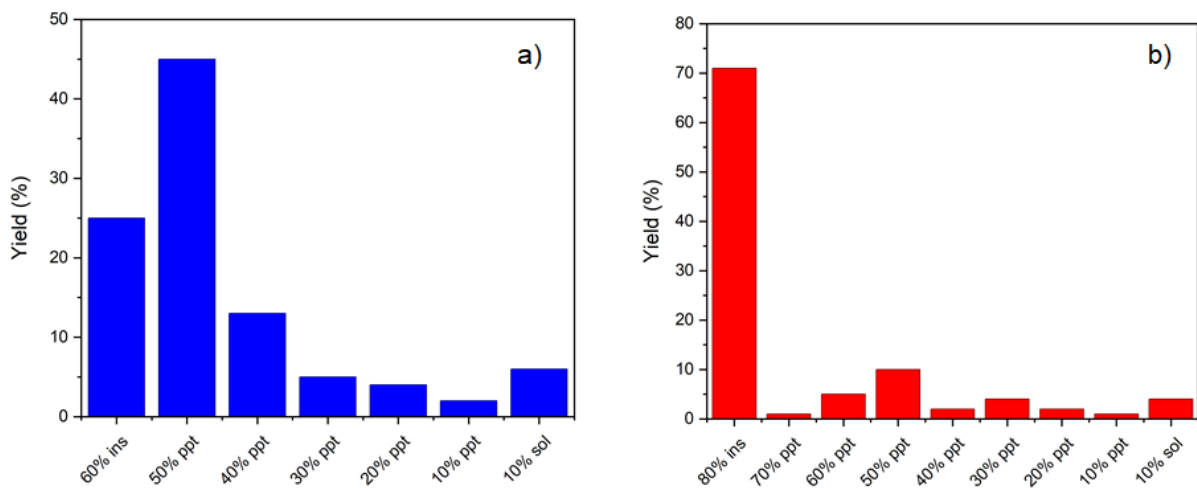 a)
Yield (%)
50
40
30
20
10
0
60% ins
50% ppt
40% ppt
30% ppt
20% ppt
10% ppt
10% sol
b)
Yield (%)
80
70
60
50
40
30
20
10
0
80% ins
70% ppt
60% ppt
50% ppt
40% ppt
30% ppt
20% ppt
10% ppt
10% sol